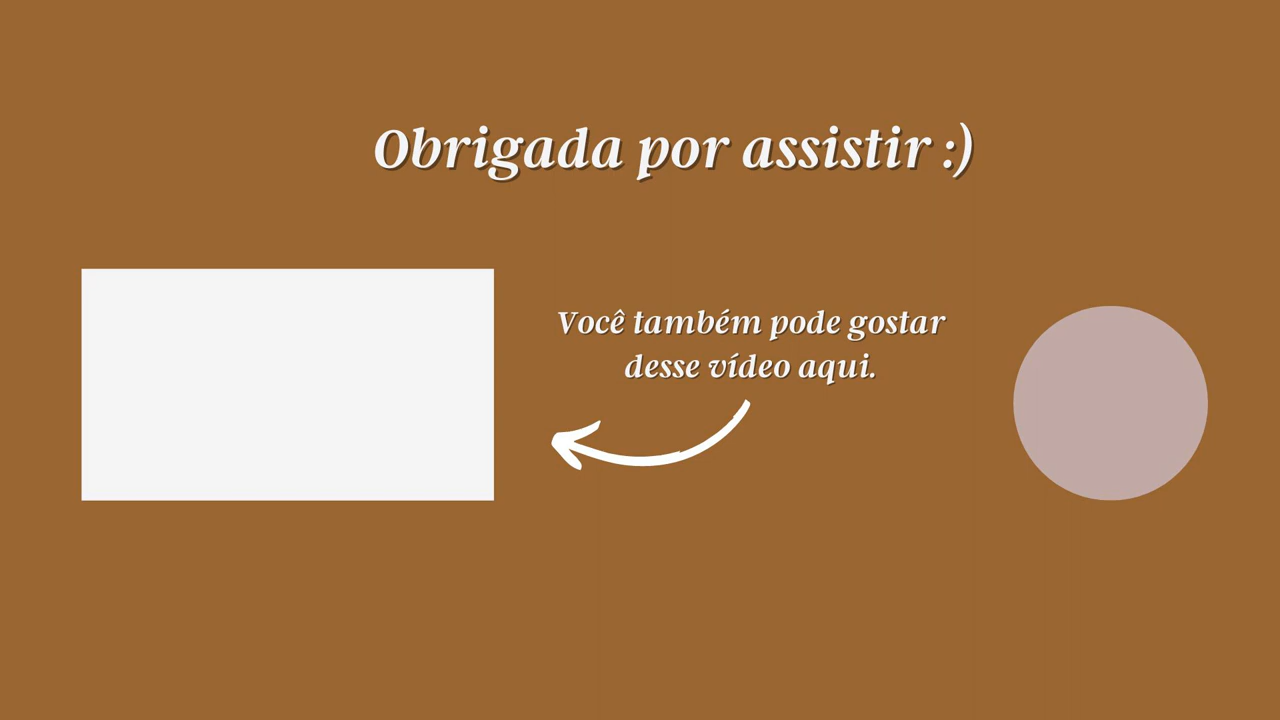 Obrigada por assistir :)
Você também pode gostar
desse vídeo aqui.